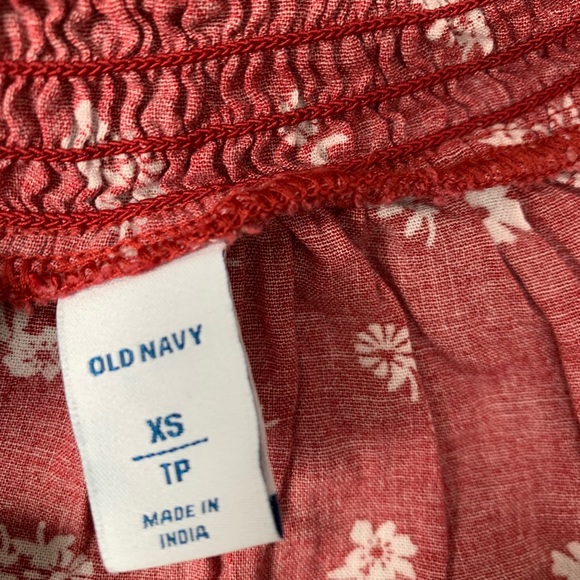 OLD NAVY
XS
TP
MADE IN
INDIA